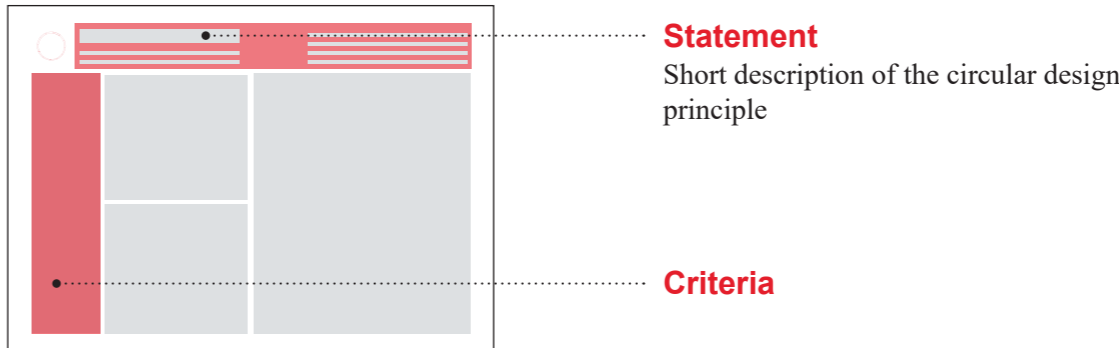 Statement
Short description of the circular design
principle
Criteria